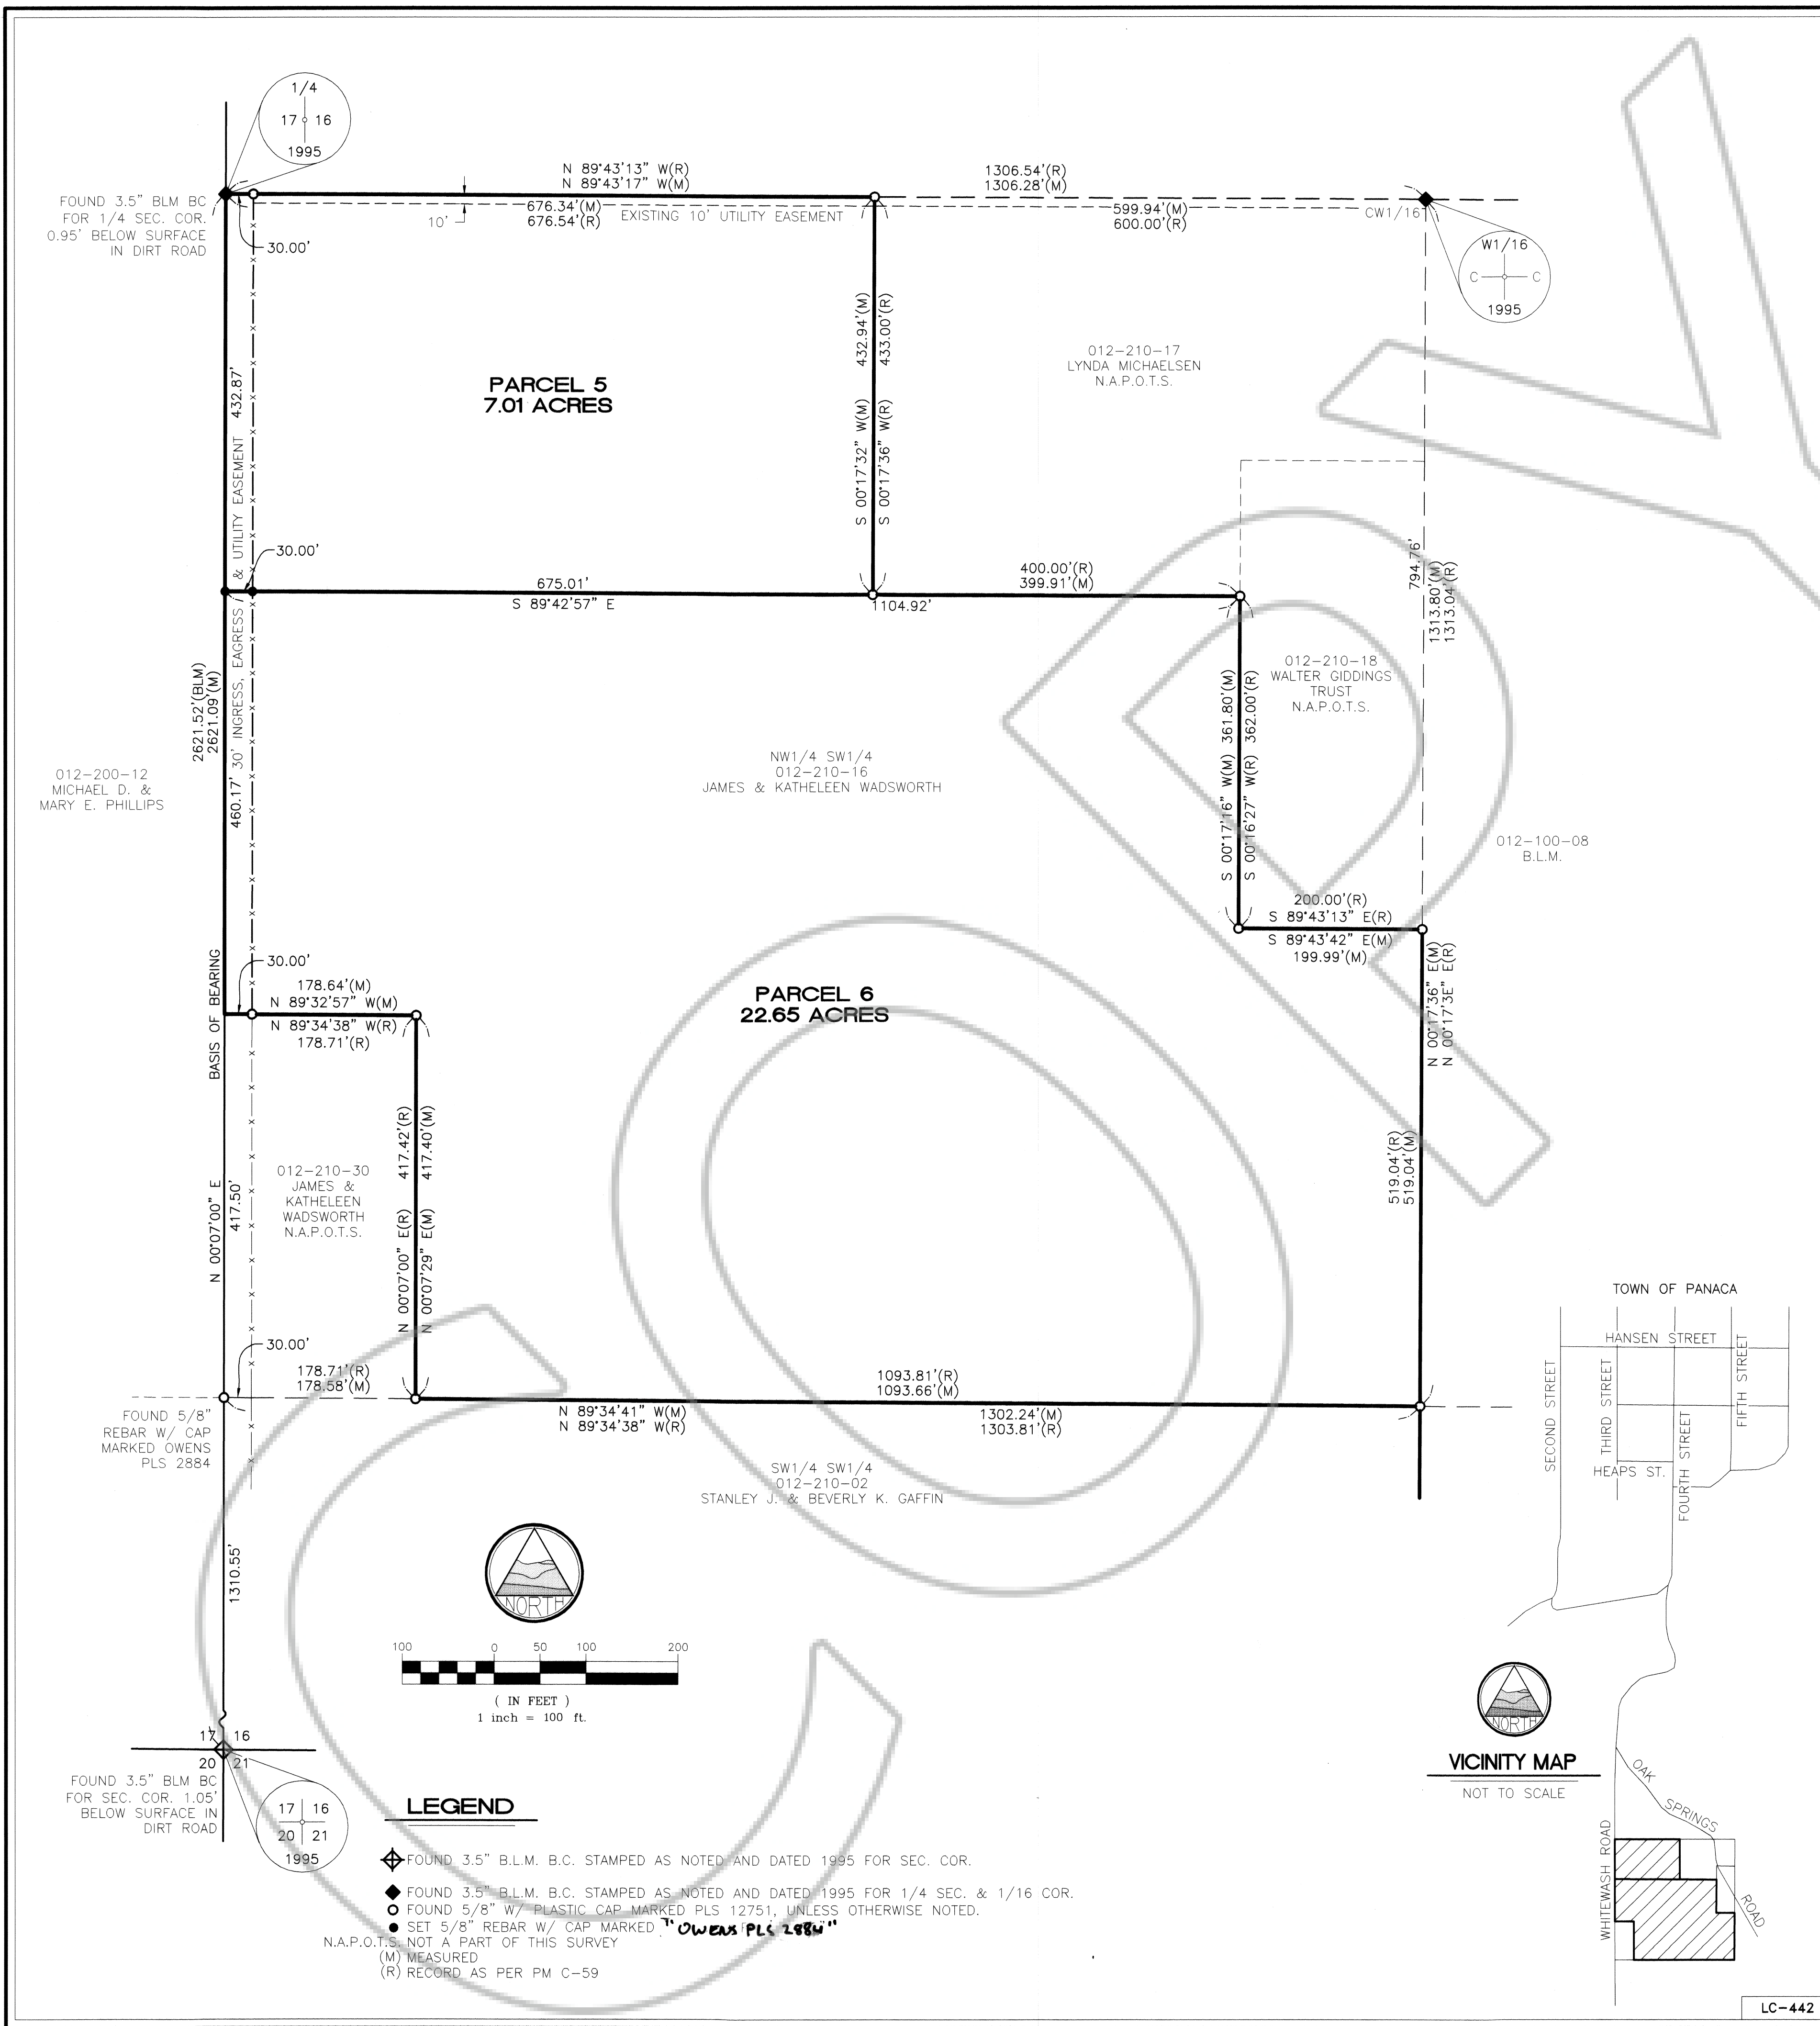 1/4
17 16
1995
FOUND 3.5" BLM BC
FOR 1/4 SEC. COR.
0.95' BELOW SURFACE
IN DIRT ROAD
N 89°43'13" W(R)
N 89°43'17" W(M)
676.34'(M)
676.54'(R)
10'
EXISTING 10' UTILITY EASEMENT
30.00'
1306.54'(R)
1306.28'(M)
599.94'(M)
600.00'(R)
CW1/16
W1/16
C C
1995
432.94'(M)
433.00'(R)
S 00°17'32" W(M)
S 00°17'36" W(R)
012-210-17
LYNDA MICHAELSEN
N.A.P.O.T.S.
PARCEL 5
7.01 ACRES
432.87'
460.17' 30' INGRESS, EAGRESS & UTILITY EASEMENT
30.00'
675.01'
S 89°42'57" E
1104.92'
400.00'(R)
399.91'(M)
794.76'
1313.80'(M)
1313.04'(R)
2621.52'(BLM)
2621.09'(M)
012-210-18
WALTER GIDDINGS
TRUST
N.A.P.O.T.S.
S 00°17'16" W(M) 361.80'(M)
S 00°16'27" W(R) 362.00'(R)
012-200-12
MICHAEL D. &
MARY E. PHILLIPS
NW1/4 SW1/4
012-210-16
JAMES & KATHELEEN WADSWORTH
012-100-08
B.L.M.
200.00'(R)
S 89°43'13" E(R)
S 89°43'42" E(M)
199.99'(M)
N 00°17'36" E(M)
N 00°17'3E" E(R)
BASIS OF BEARING
30.00'
178.64'(M)
N 89°32'57" W(M)
N 89°34'38" W(R)
178.71'(R)
PARCEL 6
22.65 ACRES
N 00°07'00" E
417.50'
012-210-30
JAMES &
KATHELEEN
WADSWORTH
N.A.P.O.T.S.
N 00°07'00" E(R) 417.42'(R)
N 00°07'29" E(M) 417.40'(M)
519.04'(R)
519.04'(M)
30.00'
178.71'(R)
178.58'(M)
1093.81'(R)
1093.66'(M)
N 89°34'41" W(M)
N 89°34'38" W(R)
1302.24'(M)
1303.81'(R)
FOUND 5/8"
REBAR W/ CAP
MARKED OWENS
PLS 2884
SW1/4 SW1/4
012-210-02
STANLEY J. & BEVERLY K. GAFFIN
1310.55'
NORTH
100 0 50 100 200
( IN FEET )
1 inch = 100 ft.
17 16
20 21
FOUND 3.5" BLM BC
FOR SEC. COR. 1.05'
BELOW SURFACE IN
DIRT ROAD
17 16
20 21
1995
LEGEND
FOUND 3.5" B.L.M. B.C. STAMPED AS NOTED AND DATED 1995 FOR SEC. COR.
FOUND 3.5" B.L.M. B.C. STAMPED AS NOTED AND DATED 1995 FOR 1/4 SEC. & 1/16 COR.
FOUND 5/8" W/ PLASTIC CAP MARKED PLS 12751, UNLESS OTHERWISE NOTED.
SET 5/8" REBAR W/ CAP MARKED "OWENS PLS 2884"
N.A.P.O.T.S. NOT A PART OF THIS SURVEY
(M) MEASURED
(R) RECORD AS PER PM C-59
TOWN OF PANACA
HANSEN STREET
SECOND STREET
THIRD STREET
FOURTH STREET
FIFTH STREET
HEAPS ST.
NORTH
VICINITY MAP
NOT TO SCALE
OAK
SPRINGS
ROAD
WHITEWASH ROAD
LC-442
COPY